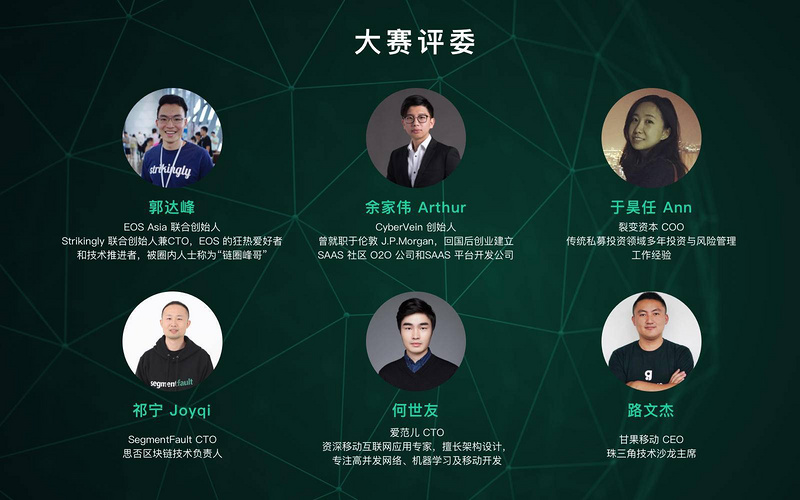 大赛评委
strikingly
郭达峰
EOS Asia 联合创始人
Strikingly 联合创始人兼CTO，EOS 的狂热爱好者
和技术推进者，被圈内人士称为“链圈峰哥”
余家伟 Arthur
CyberVein 创始人
曾就职于伦敦 J.P.Morgan，回国后创业建立
SAAS 社区 O2O 公司和SAAS 平台开发公司
于昊任 Ann
裂变资本 COO
传统私募投资领域多年投资与风险管理
工作经验
segmentfault
祁宁 Joyqi
SegmentFault CTO
思否区块链技术负责人
何世友
爱范儿 CTO
资深移动互联网应用专家，擅长架构设计，
专注高并发网络、机器学习及移动开发
路文杰
甘果移动 CEO
珠三角技术沙龙主席